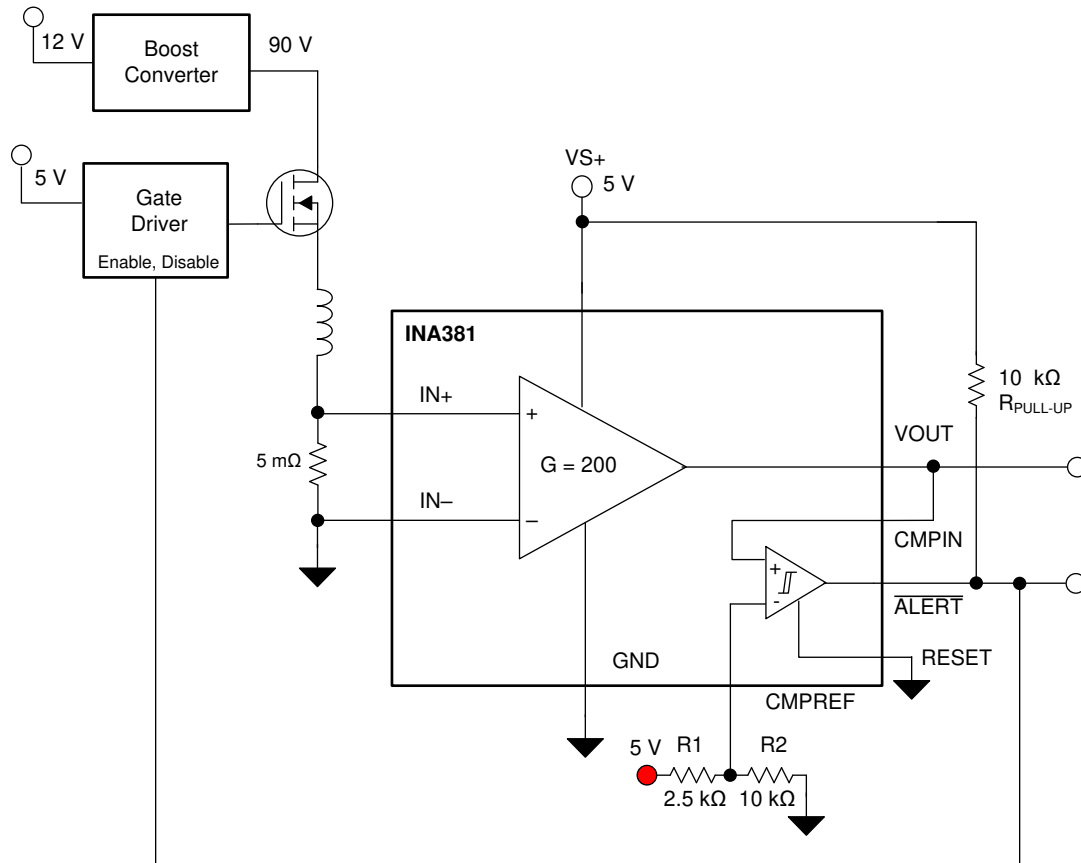 12 V
Boost
Converter
90 V
5 V
Gate
Driver
Enable, Disable
VS+
5 V
INA381
IN+
5 mΩ
IN–
+
G = 200
–
10 kΩ
RPULL-UP
VOUT
CMPIN
+
-
ALERT
RESET
GND
CMPREF
5 V
R1
R2
2.5 kΩ
10 kΩ